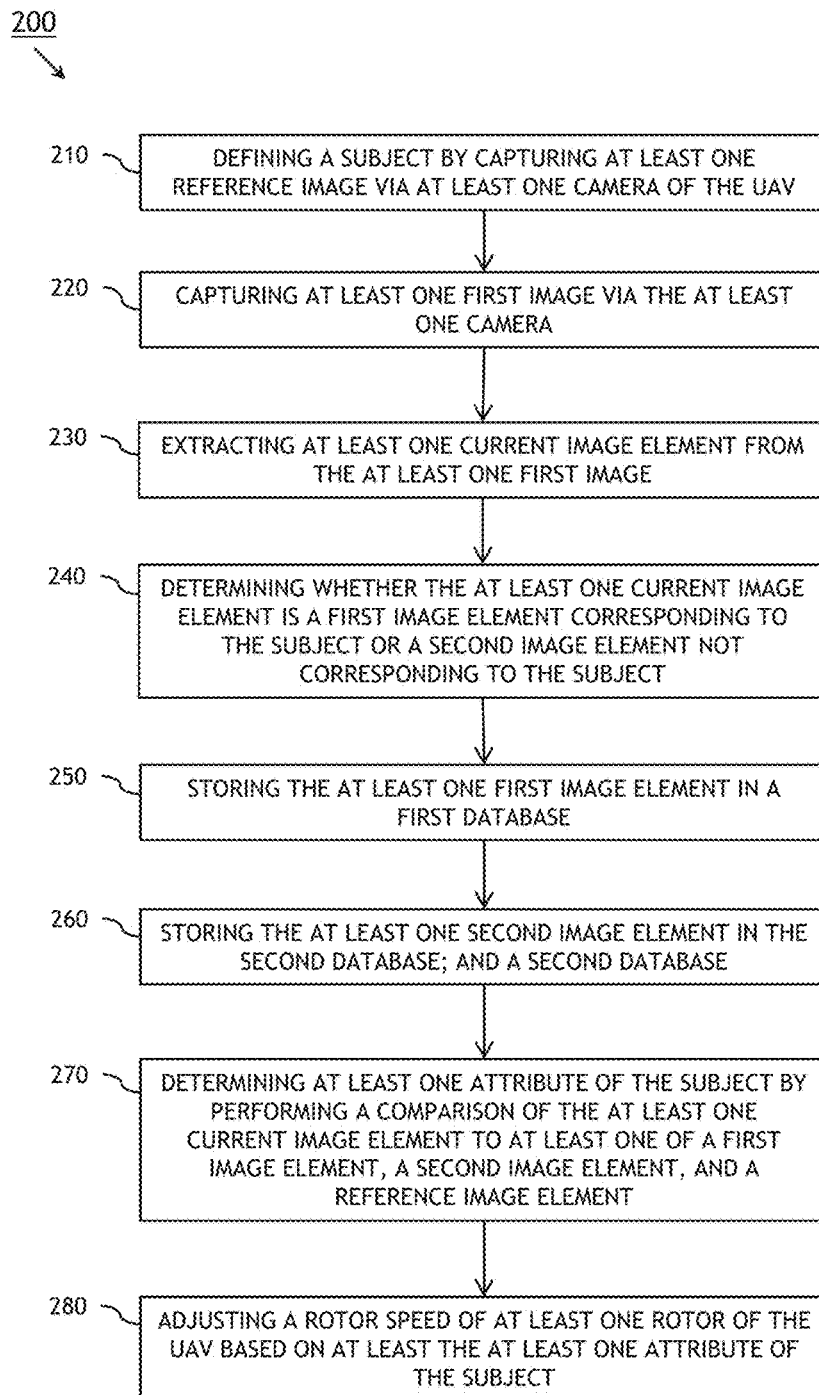 200
210
DEFINING A SUBJECT BY CAPTURING AT LEAST ONE
REFERENCE IMAGE VIA AT LEAST ONE CAMERA OF THE UAV
220
CAPTURING AT LEAST ONE FIRST IMAGE VIA THE AT LEAST
ONE CAMERA
230
EXTRACTING AT LEAST ONE CURRENT IMAGE ELEMENT FROM
THE AT LEAST ONE FIRST IMAGE
240
DETERMINING WHETHER THE AT LEAST ONE CURRENT IMAGE
ELEMENT IS A FIRST IMAGE ELEMENT CORRESPONDING TO
THE SUBJECT OR A SECOND IMAGE ELEMENT NOT
CORRESPONDING TO THE SUBJECT
250
STORING THE AT LEAST ONE FIRST IMAGE ELEMENT IN A
FIRST DATABASE
260
STORING THE AT LEAST ONE SECOND IMAGE ELEMENT IN THE
SECOND DATABASE; AND A SECOND DATABASE
270
DETERMINING AT LEAST ONE ATTRIBUTE OF THE SUBJECT BY
PERFORMING A COMPARISON OF THE AT LEAST ONE
CURRENT IMAGE ELEMENT TO AT LEAST ONE OF A FIRST
IMAGE ELEMENT, A SECOND IMAGE ELEMENT, AND A
REFERENCE IMAGE ELEMENT
280
ADJUSTING A ROTOR SPEED OF AT LEAST ONE ROTOR OF THE
UAV BASED ON AT LEAST THE AT LEAST ONE ATTRIBUTE OF
THE SUBJECT